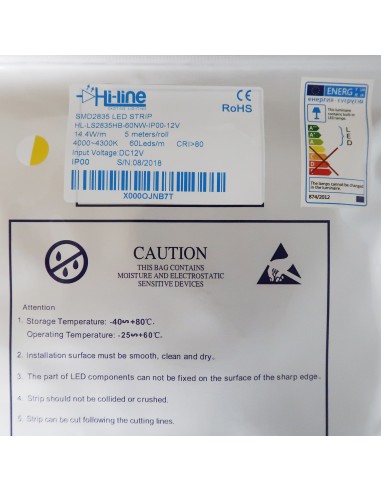 Hi-line
CE
RoHS
SMD2835 LED STRIP
HL-LS2835HB-60NW-IP00-12V
14.4W/m 5 meters/roll
4000~4300K 60Leds/m CRI>80
Input Voltage DC12V
IP00 S/N:08/2018
X000OJNB7T
ENERG
LED
874/2012
CAUTION
THIS BAG CONTAINS
MOISTURE AND ELECTROSTATIC
SENSITIVE DEVICES
Attention
1. Storage Temperature: -40~+80℃.
Operating Temperature: -25~+60℃.
2. Installation surface must be smooth, clean and dry.
3. The part of LED components can not be fixed on the surface of the sharp edge.
4. Strip should not be collided or crushed.
5. Strip can be cut following the cutting lines.